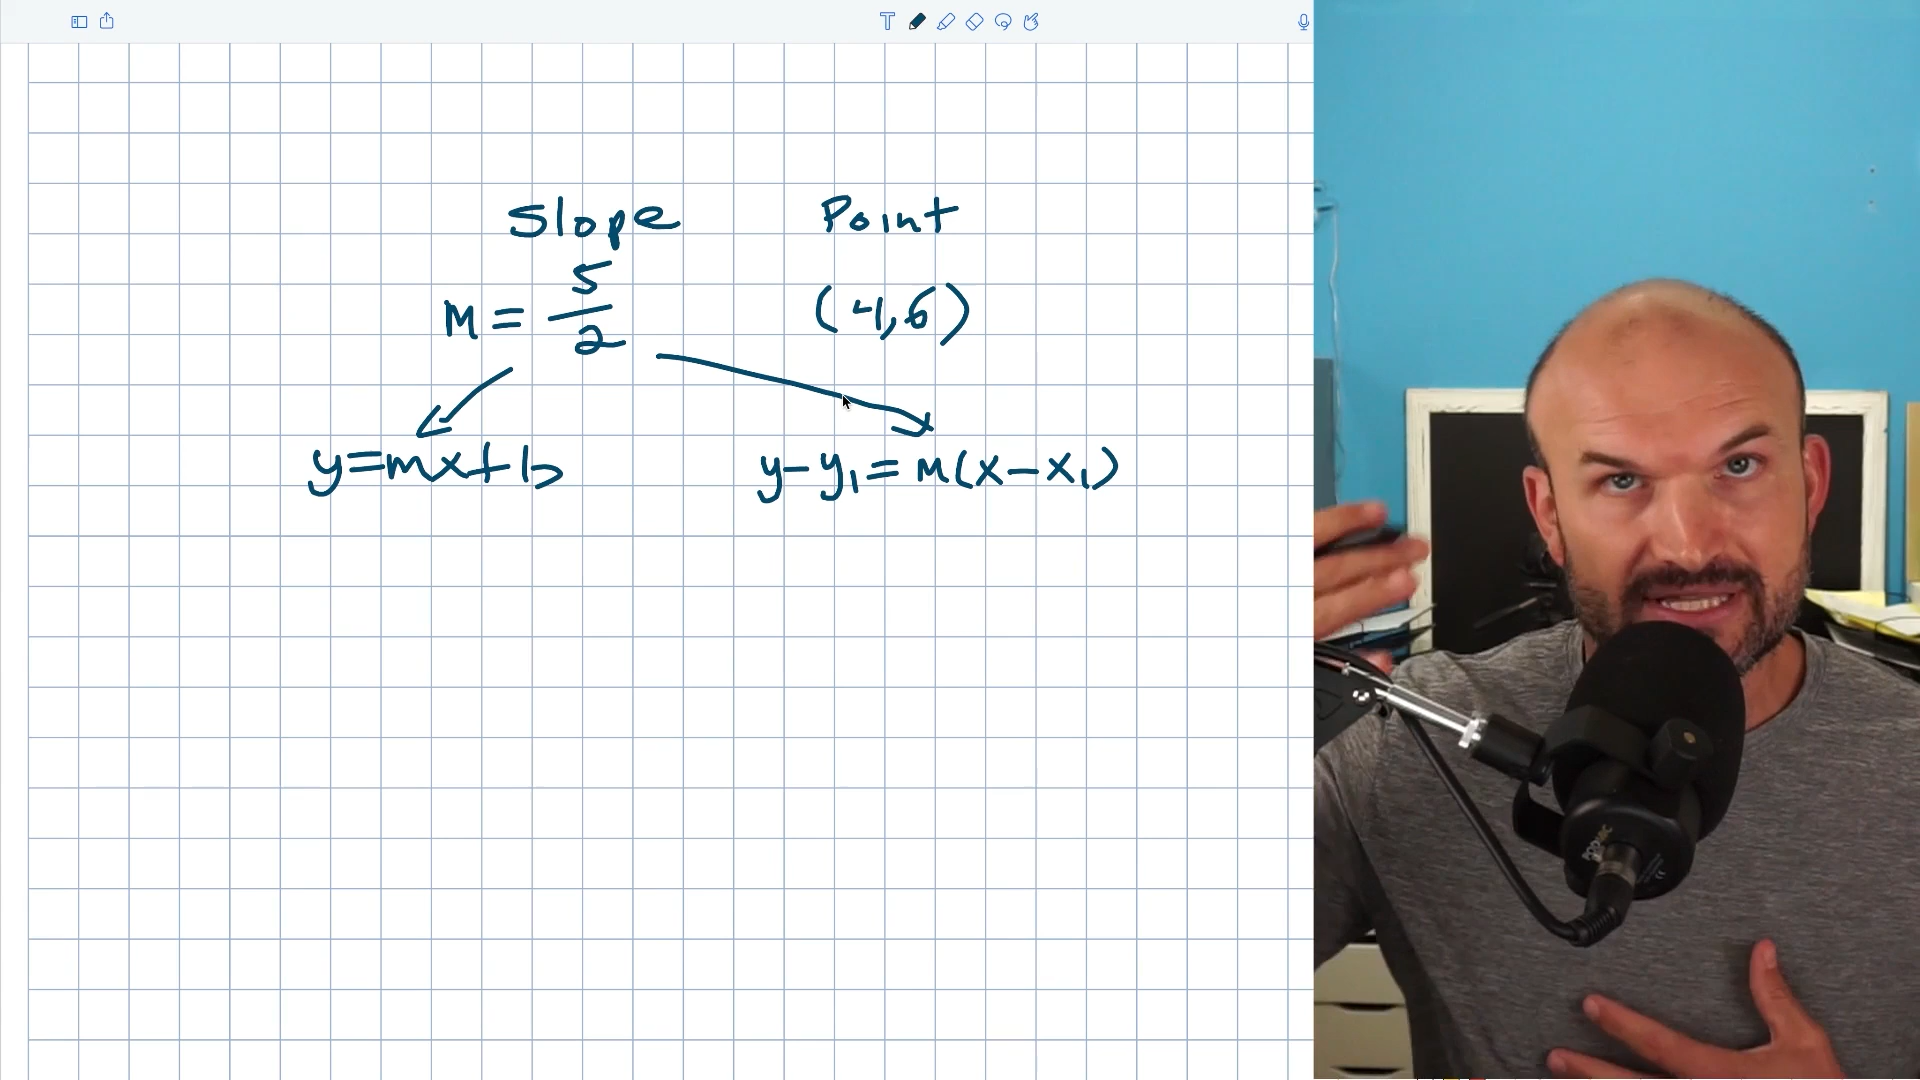 Slope Point
m = 5/2 (4,6)
y=mx+b y-y₁=m(x-x₁)